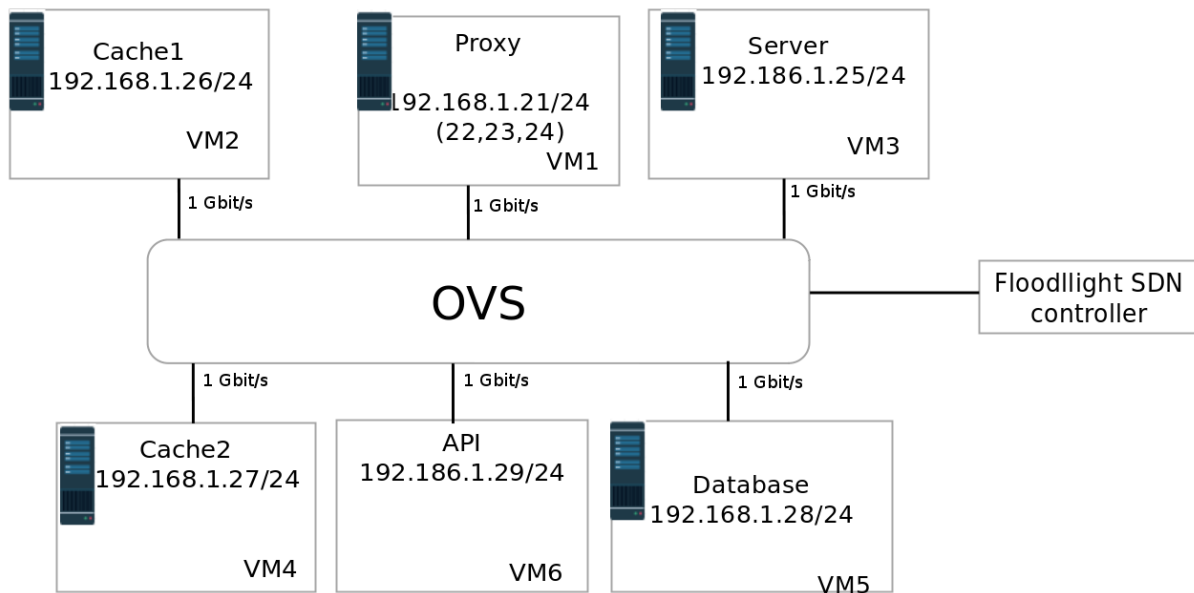 Cache1
192.168.1.26/24
VM2
Proxy
192.168.1.21/24
(22,23,24)
VM1
Server
192.186.1.25/24
VM3
1 Gbit/s
1 Gbit/s
1 Gbit/s
OVS
Floodllight SDN
controller
1 Gbit/s
1 Gbit/s
1 Gbit/s
Cache2
192.168.1.27/24
VM4
API
192.186.1.29/24
VM6
Database
192.168.1.28/24
VM5